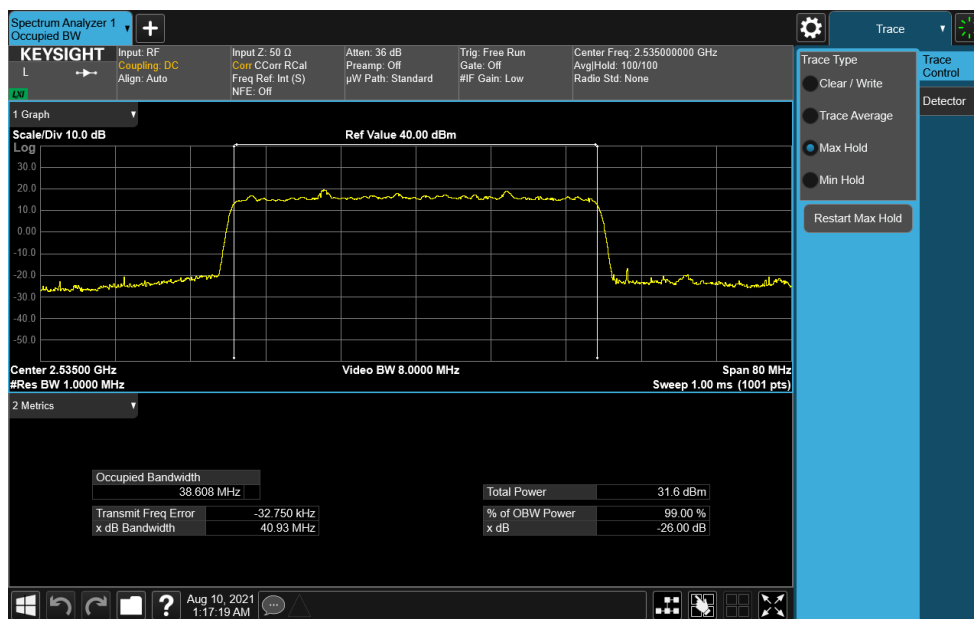 Spectrum Analyzer 1
Occupied BW
Trace
KEYSIGHT
L
LXI
Input: RF
Coupling: DC
Align: Auto
Input Z: 50 Ω
Corr CCorr RCal
Freq Ref: Int (S)
NFE: Off
Atten: 36 dB
Preamp: Off
µW Path: Standard
Trig: Free Run
Gate: Off
#IF Gain: Low
Center Freq: 2.535000000 GHz
Avg|Hold: 100/100
Radio Std: None
Trace Type
Clear / Write
Trace Average
Max Hold
Min Hold
Restart Max Hold
Trace
Control
Detector
1 Graph
Scale/Div 10.0 dB
Ref Value 40.00 dBm
Log
30.0
20.0
10.0
0.00
-10.0
-20.0
-30.0
-40.0
-50.0
Center 2.53500 GHz
Video BW 8.0000 MHz
Span 80 MHz
#Res BW 1.0000 MHz
Sweep 1.00 ms (1001 pts)
2 Metrics
Occupied Bandwidth
38.608 MHz
Total Power 31.6 dBm
Transmit Freq Error -32.750 kHz
% of OBW Power 99.00 %
x dB Bandwidth 40.93 MHz
x dB -26.00 dB
?
Aug 10, 2021
1:17:19 AM